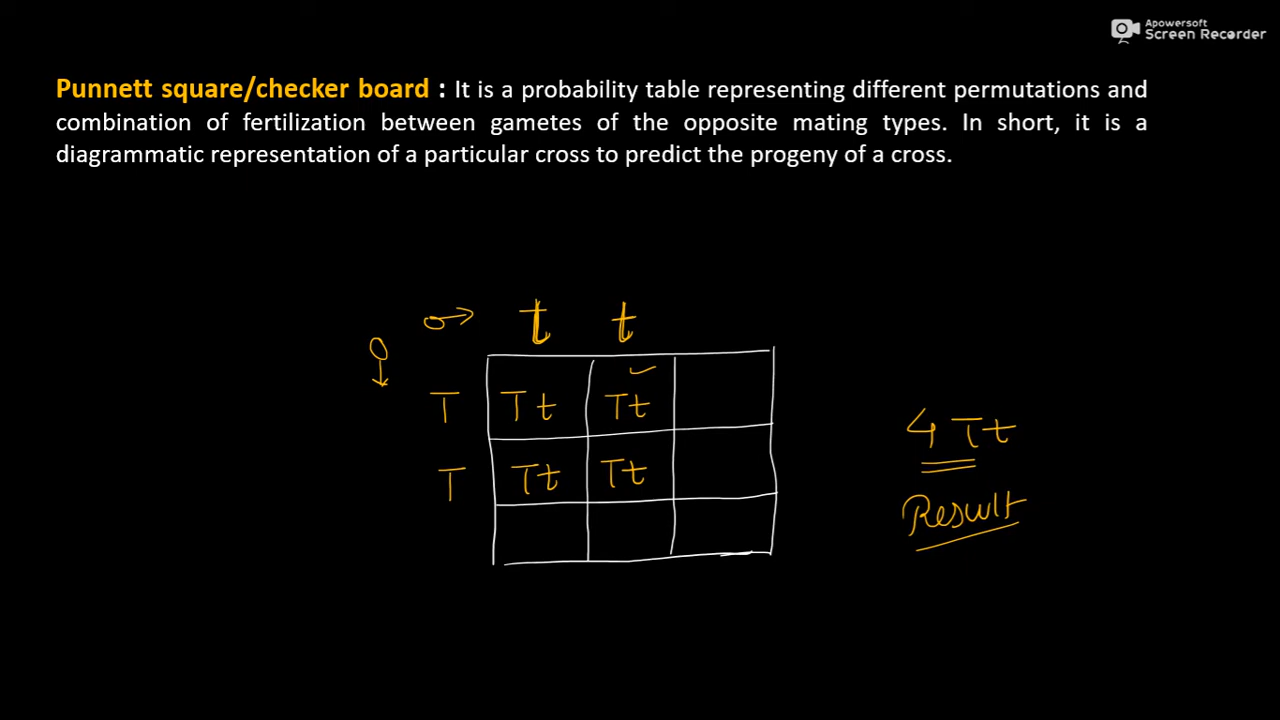 Apowersoft
Screen Recorder
Punnett square/checker board : It is a probability table representing different permutations and
combination of fertilization between gametes of the opposite mating types. In short, it is a
diagrammatic representation of a particular cross to predict the progeny of a cross.
t t
T Tt Tt
T Tt Tt
4 Tt
Result